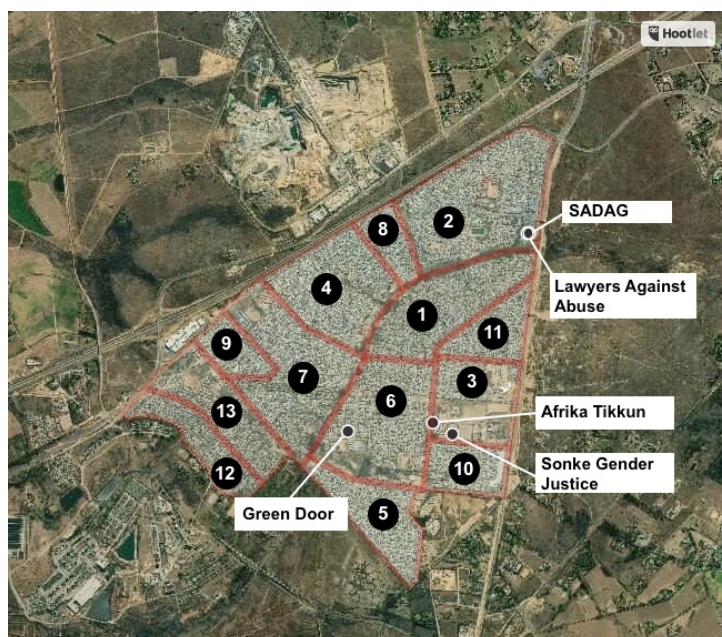 Hootlet
SADAG
Lawyers Against
Abuse
Afrika Tikkun
Sonke Gender
Justice
Green Door
8
2
4
1
11
9
7
3
6
13
10
12
5